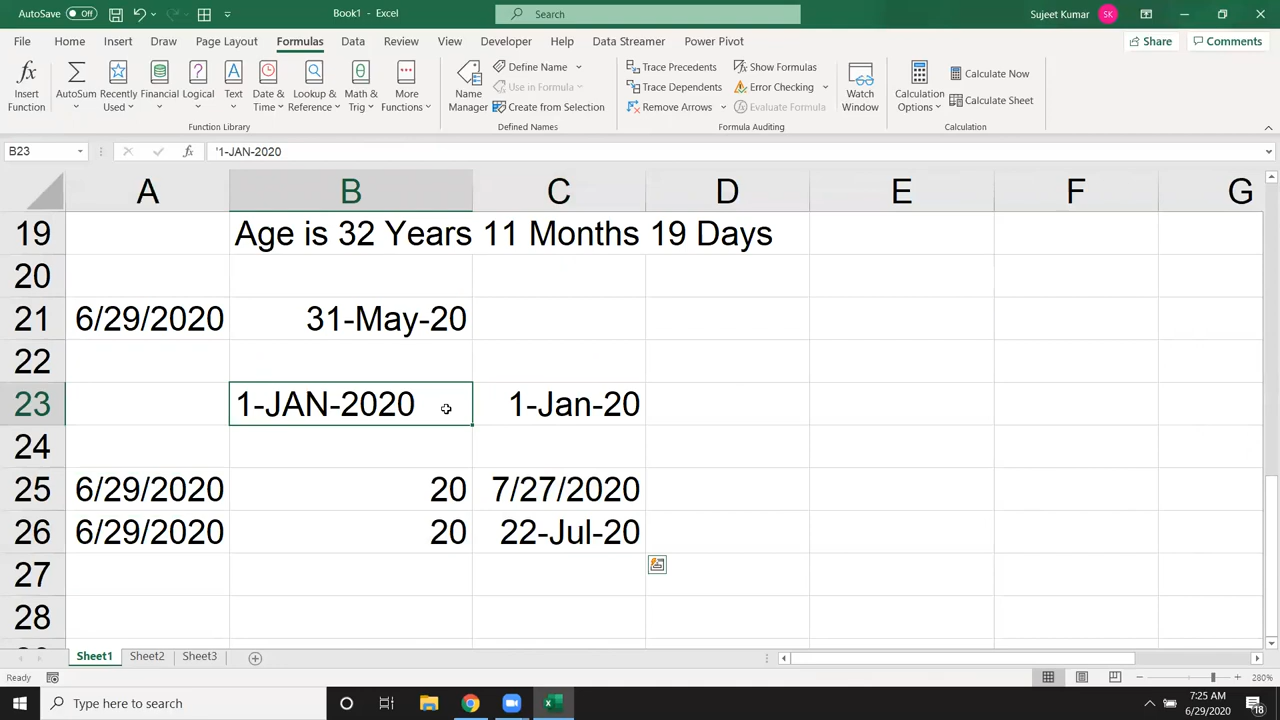 AutoSave Off Book1 - Excel Search Sujeet Kumar SK
File Home Insert Draw Page Layout Formulas Data Review View Developer Help Data Streamer Power Pivot Share Comments
fx Insert Function
Σ AutoSum
Recently Used
Financial
Logical
Text
Date & Time
Lookup & Reference
Math & Trig
More Functions
Function Library
Name Manager
Define Name
Use in Formula
Create from Selection
Defined Names
Trace Precedents
Trace Dependents
Remove Arrows
Show Formulas
Error Checking
Evaluate Formula
Formula Auditing
Watch Window
Calculation Options
Calculate Now
Calculate Sheet
Calculation
B23 fx '1-JAN-2020
A B C D E F G
19 Age is 32 Years 11 Months 19 Days
20
21 6/29/2020 31-May-20
22
23 1-JAN-2020 1-Jan-20
24
25 6/29/2020 20 7/27/2020
26 6/29/2020 20 22-Jul-20
27
28
Sheet1 Sheet2 Sheet3
Ready 280%
Type here to search
7:25 AM
6/29/2020
18